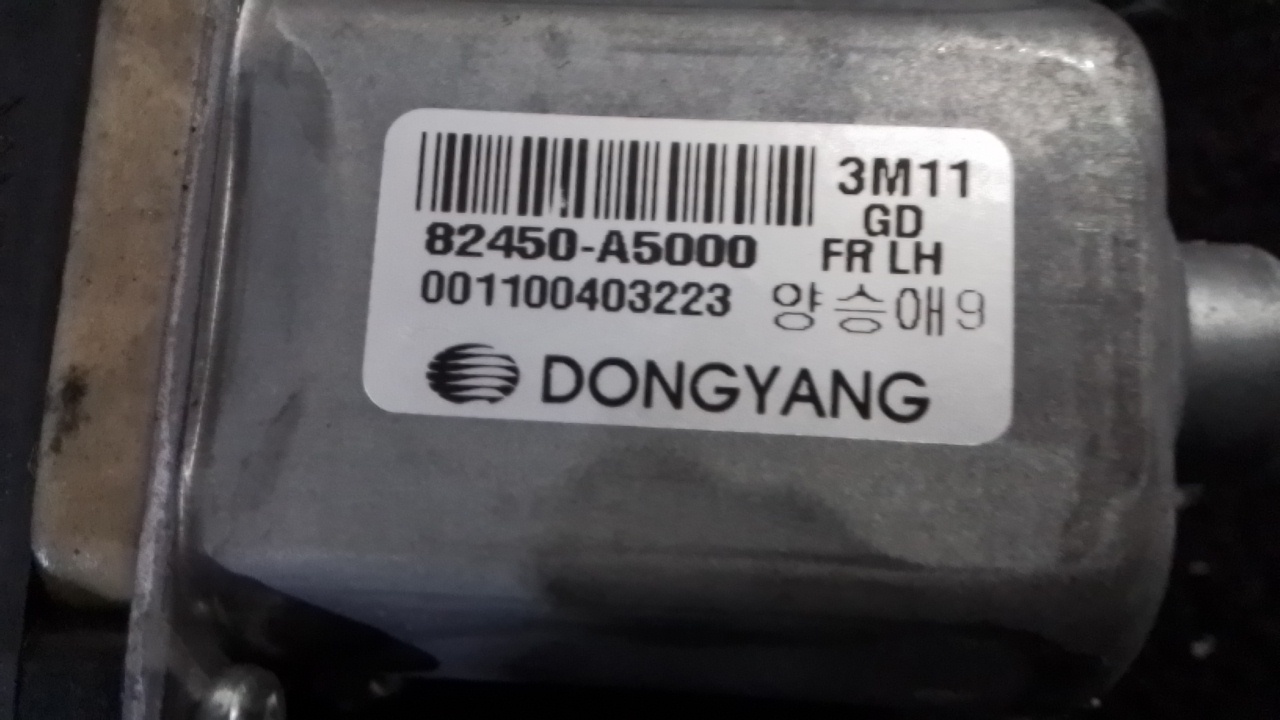 3M11
GD
82450-A5000 FR LH
001100403223 양승애9
DONGYANG